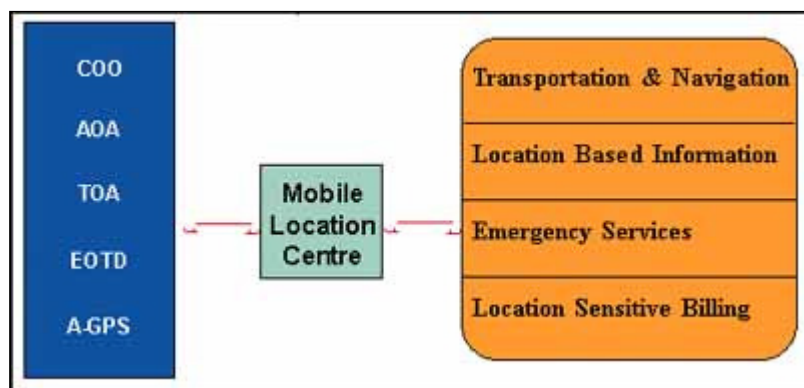 COO
AOA
TOA
EOTD
A-GPS
Mobile
Location
Centre
Transportation & Navigation
Location Based Information
Emergency Services
Location Sensitive Billing